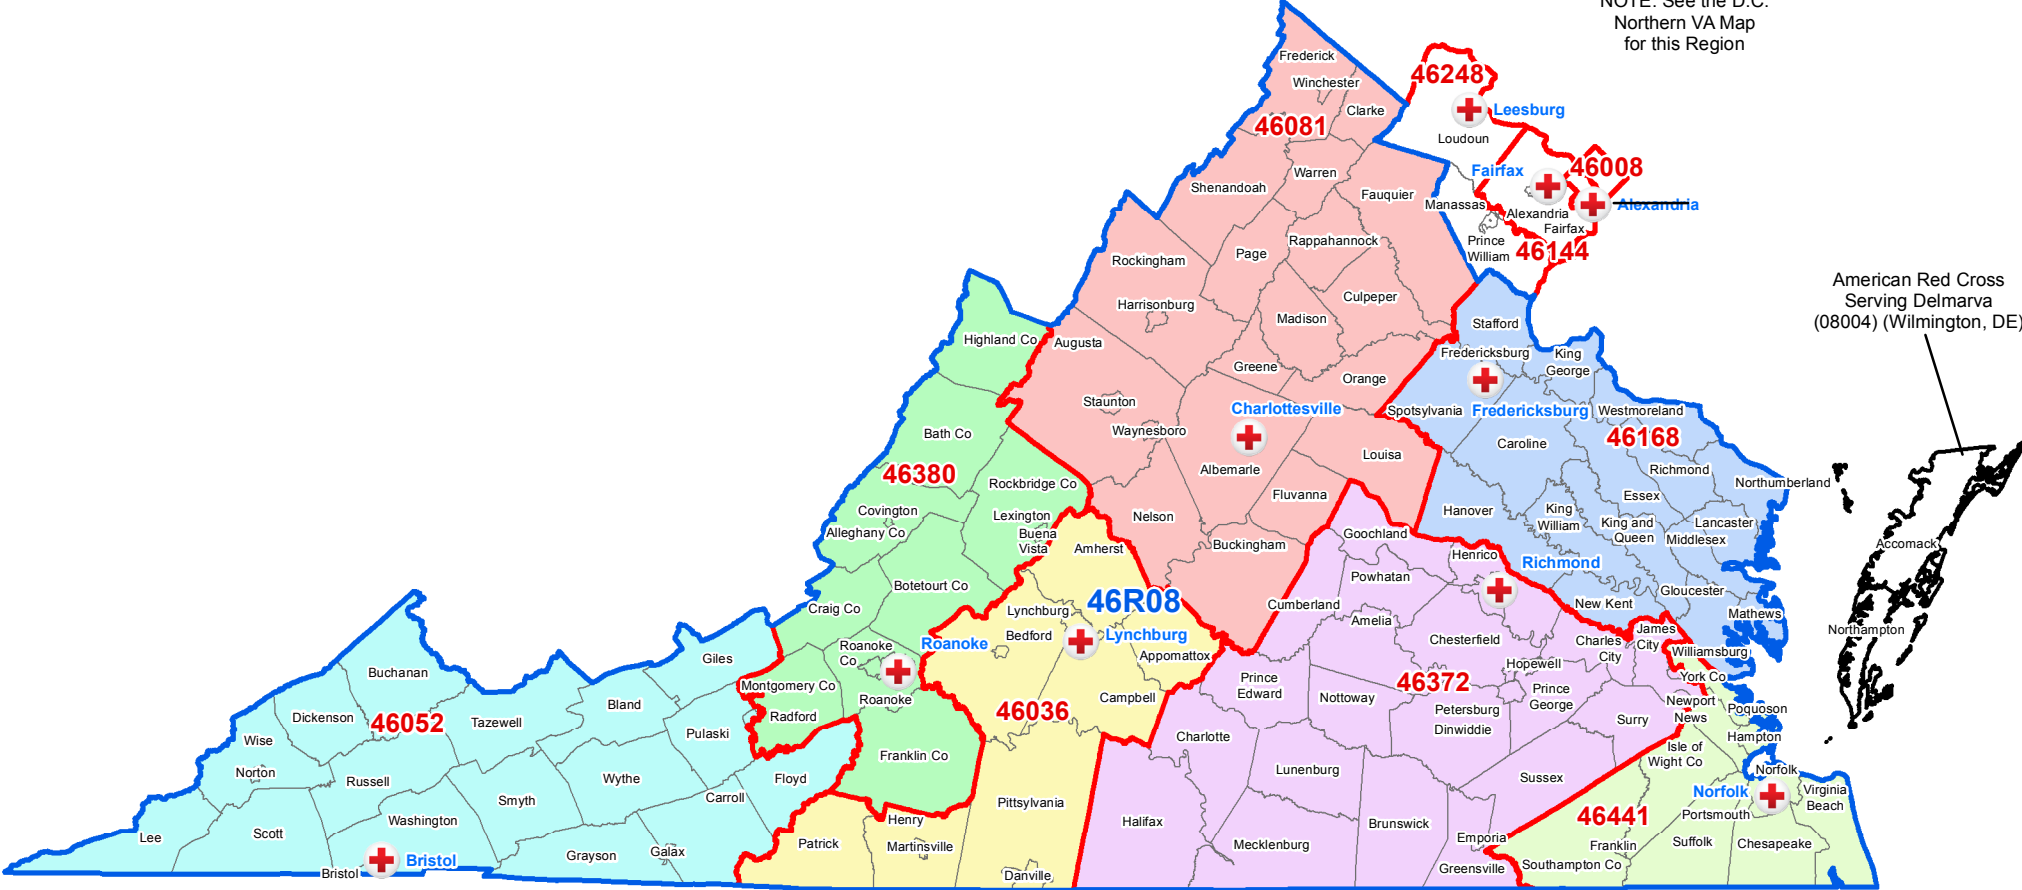 NOTE: See the D.C.
Northern VA Map
for this Region
Frederick
Winchester
Clarke
46081
46248
Leesburg
Loudoun
Fairfax
46008
Alexandria
Manassas
Alexandria
Fairfax
Prince
William
46144
Warren
Shenandoah
Fauquier
Rappahannock
Page
Rockingham
Harrisonburg
Culpeper
Madison
Augusta
Greene
Orange
Staunton
Charlottesville
Waynesboro
Albemarle
Louisa
Fluvanna
Nelson
Buckingham
American Red Cross
Serving Delmarva
(08004) (Wilmington, DE)
Accomack
Northampton
Stafford
Fredericksburg
King
George
Spotsylvania
Fredericksburg
Westmoreland
46168
Caroline
Richmond
Northumberland
Essex
Hanover
King
William
King and
Queen
Lancaster
Middlesex
Gloucester
New Kent
Mathews
Highland Co
Bath Co
46380
Rockbridge Co
Covington
Lexington
Alleghany Co
Buena
Vista
Botetourt Co
Craig Co
Roanoke
Co
Roanoke
Roanoke
Montgomery Co
Radford
Franklin Co
Amherst
46R08
Lynchburg
Bedford
Lynchburg
Appomattox
Campbell
46036
Pittsylvania
Henry
Patrick
Martinsville
Danville
Goochland
Henrico
Richmond
Powhatan
Cumberland
Amelia
Chesterfield
Charles
City
James
City
Hopewell
46372
Prince
Edward
Nottoway
Prince
George
Petersburg
Dinwiddie
Surry
Charlotte
Lunenburg
Sussex
Halifax
Mecklenburg
Brunswick
Emporia
Greensville
Williamsburg
York Co
Newport
News
Poquoson
Hampton
Isle of
Wight Co
Norfolk
Norfolk
Virginia
Beach
Portsmouth
46441
Franklin
Suffolk
Chesapeake
Southampton Co
Buchanan
Giles
Dickenson
46052
Tazewell
Bland
Wise
Pulaski
Norton
Russell
Wythe
Floyd
Smyth
Carroll
Washington
Lee
Scott
Grayson
Galax
Bristol
Bristol